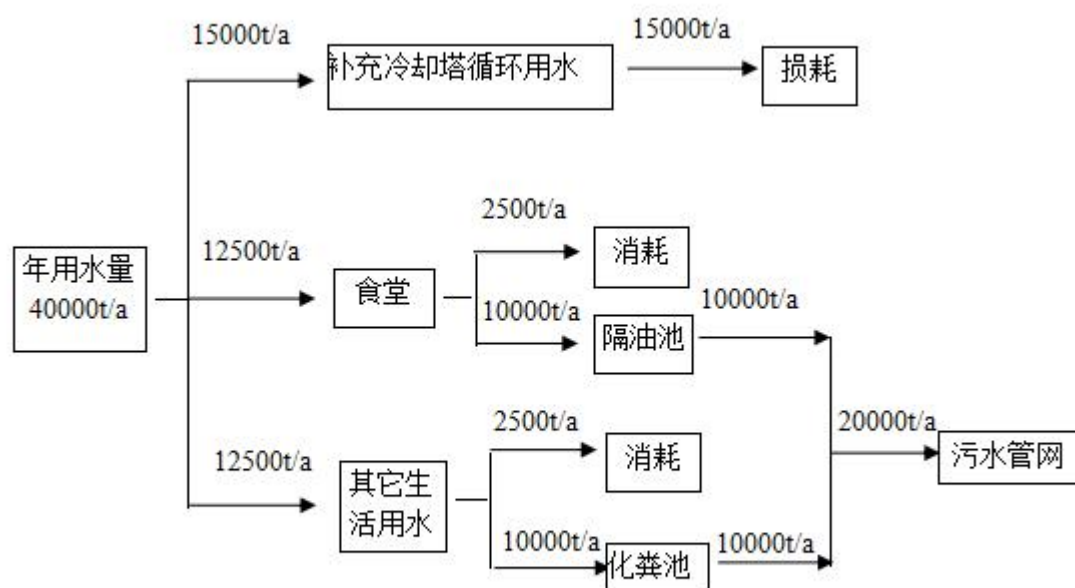 15000t/a
15000t/a
补充冷却塔循环用水
损耗
2500t/a
12500t/a
消耗
年用水量
40000t/a
食堂
10000t/a
10000t/a
隔油池
2500t/a
20000t/a
12500t/a
消耗
污水管网
其它生
活用水
10000t/a
10000t/a
化粪池